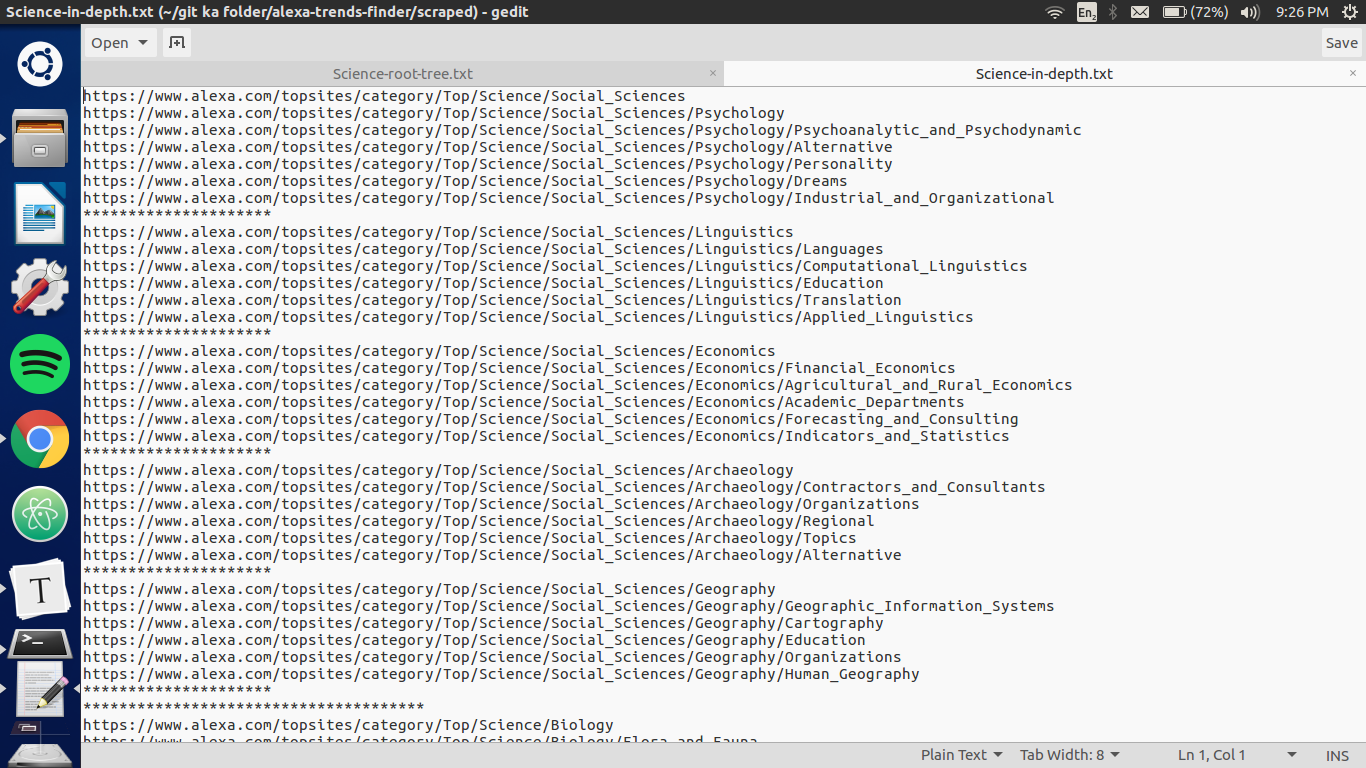 Science-in-depth.txt (~/git ka folder/alexa-trends-finder/scraped) - gedit
En2
(72%)
9:26 PM
Open
Save
Science-root-tree.txt ×
Science-in-depth.txt ×
https://www.alexa.com/topsites/category/Top/Science/Social_Sciences
https://www.alexa.com/topsites/category/Top/Science/Social_Sciences/Psychology
https://www.alexa.com/topsites/category/Top/Science/Social_Sciences/Psychology/Psychoanalytic_and_Psychodynamic
https://www.alexa.com/topsites/category/Top/Science/Social_Sciences/Psychology/Alternative
https://www.alexa.com/topsites/category/Top/Science/Social_Sciences/Psychology/Personality
https://www.alexa.com/topsites/category/Top/Science/Social_Sciences/Psychology/Dreams
https://www.alexa.com/topsites/category/Top/Science/Social_Sciences/Psychology/Industrial_and_Organizational
*********************
https://www.alexa.com/topsites/category/Top/Science/Social_Sciences/Linguistics
https://www.alexa.com/topsites/category/Top/Science/Social_Sciences/Linguistics/Languages
https://www.alexa.com/topsites/category/Top/Science/Social_Sciences/Linguistics/Computational_Linguistics
https://www.alexa.com/topsites/category/Top/Science/Social_Sciences/Linguistics/Education
https://www.alexa.com/topsites/category/Top/Science/Social_Sciences/Linguistics/Translation
https://www.alexa.com/topsites/category/Top/Science/Social_Sciences/Linguistics/Applied_Linguistics
*********************
https://www.alexa.com/topsites/category/Top/Science/Social_Sciences/Economics
https://www.alexa.com/topsites/category/Top/Science/Social_Sciences/Economics/Financial_Economics
https://www.alexa.com/topsites/category/Top/Science/Social_Sciences/Economics/Agricultural_and_Rural_Economics
https://www.alexa.com/topsites/category/Top/Science/Social_Sciences/Economics/Academic_Departments
https://www.alexa.com/topsites/category/Top/Science/Social_Sciences/Economics/Forecasting_and_Consulting
https://www.alexa.com/topsites/category/Top/Science/Social_Sciences/Economics/Indicators_and_Statistics
*********************
https://www.alexa.com/topsites/category/Top/Science/Social_Sciences/Archaeology
https://www.alexa.com/topsites/category/Top/Science/Social_Sciences/Archaeology/Contractors_and_Consultants
https://www.alexa.com/topsites/category/Top/Science/Social_Sciences/Archaeology/Organizations
https://www.alexa.com/topsites/category/Top/Science/Social_Sciences/Archaeology/Regional
https://www.alexa.com/topsites/category/Top/Science/Social_Sciences/Archaeology/Topics
https://www.alexa.com/topsites/category/Top/Science/Social_Sciences/Archaeology/Alternative
*********************
https://www.alexa.com/topsites/category/Top/Science/Social_Sciences/Geography
https://www.alexa.com/topsites/category/Top/Science/Social_Sciences/Geography/Geographic_Information_Systems
https://www.alexa.com/topsites/category/Top/Science/Social_Sciences/Geography/Cartography
https://www.alexa.com/topsites/category/Top/Science/Social_Sciences/Geography/Education
https://www.alexa.com/topsites/category/Top/Science/Social_Sciences/Geography/Organizations
https://www.alexa.com/topsites/category/Top/Science/Social_Sciences/Geography/Human_Geography
*********************
**************************************
https://www.alexa.com/topsites/category/Top/Science/Biology
https://www.alexa.com/topsites/category/Top/Science/Biology/Flora_and_Fauna
T
>_
Plain Text
Tab Width: 8
Ln 1, Col 1
INS